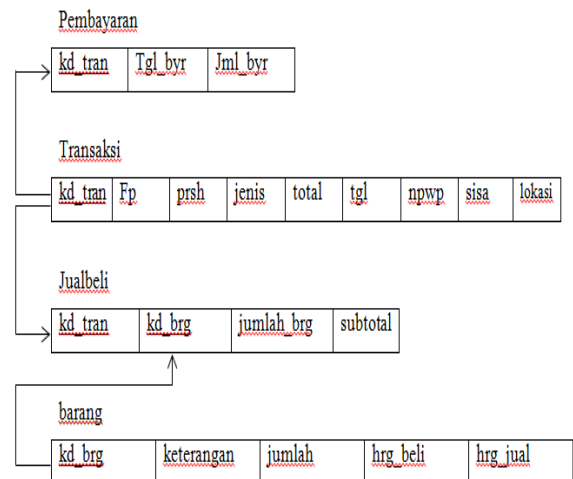 Pembayaran
kd_tran Tgl_byr Jml_byr
Transaksi
kd_tran Fp prsh jenis total tgl npwp sisa lokasi
Jualbeli
kd_tran kd_brg jumlah_brg subtotal
barang
kd_brg keterangan jumlah hrg_beli hrg_jual